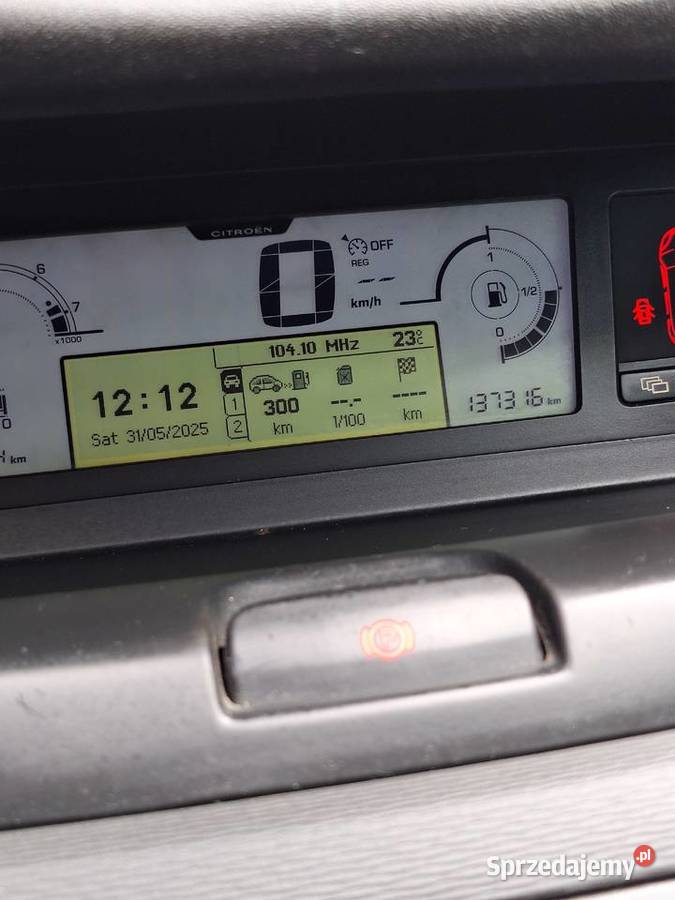 CITROËN
6
7
x1000
OFF
REG
-- --
km/h
1
1/2
0
104.10 MHz
23°C
12:12
Sat 31/05/2025
1
2
300
km
--.-
1/100
----
km
137316 km
0
km
P
Sprzedajemy.pl